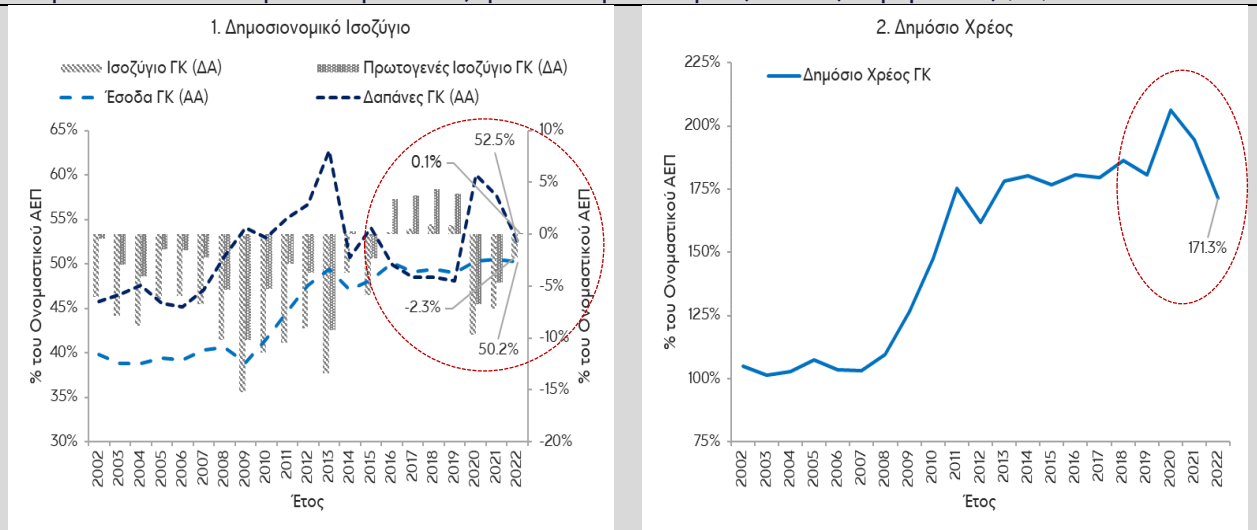 1. Δημοσιονομικό Ισοζύγιο
Ισοζύγιο ΓΚ (ΔΑ)
Πρωτογενές Ισοζύγιο ΓΚ (ΔΑ)
Έσοδα ΓΚ (ΑΑ)
Δαπάνες ΓΚ (ΑΑ)
% του Ονομαστικού ΑΕΠ
65%
60%
55%
50%
45%
40%
35%
30%
10%
5%
0%
-5%
-10%
-15%
-20%
% του Ονομαστικού ΑΕΠ
52.5%
0.1%
-2.3%
50.2%
2002 2003 2004 2005 2006 2007 2008 2009 2010 2011 2012 2013 2014 2015 2016 2017 2018 2019 2020 2021 2022
Έτος
2. Δημόσιο Χρέος
Δημόσιο Χρέος ΓΚ
% του Ονομαστικού ΑΕΠ
225%
200%
175%
150%
125%
100%
75%
171.3%
2002 2003 2004 2005 2006 2007 2008 2009 2010 2011 2012 2013 2014 2015 2016 2017 2018 2019 2020 2021 2022
Έτος